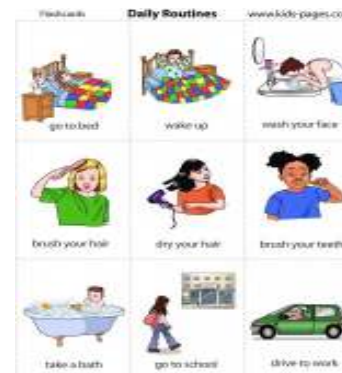 Flashcards Daily Routines www.kids-pages.co
go to bed wake up wash your face
brush your hair dry your hair brush your teeth
take a bath go to school drive to work